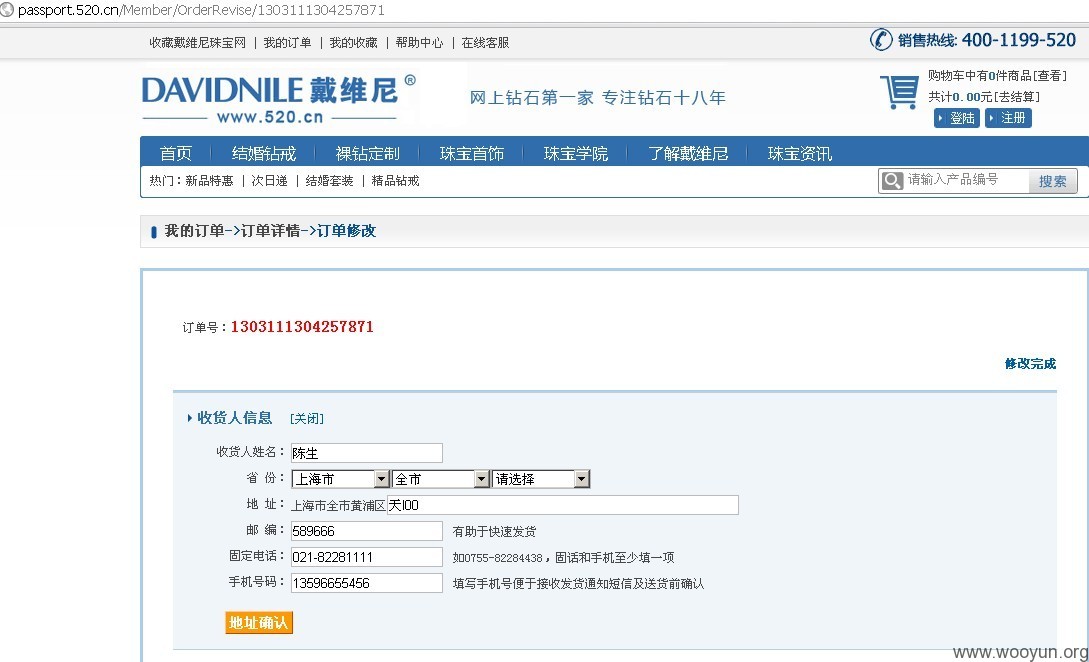 passport.520.cn/Member/OrderRevise/1303111304257871
收藏戴维尼珠宝网 | 我的订单 | 我的收藏 | 帮助中心 | 在线客服
销售热线: 400-1199-520
DAVIDNILE 戴维尼®
www.520.cn
网上钻石第一家 专注钻石十八年
购物车中有0件商品[查看]
共计0.00元[去结算]
登陆 注册
首页 结婚钻戒 裸钻定制 珠宝首饰 珠宝学院 了解戴维尼 珠宝资讯
热门：新品特惠 | 次日递 | 结婚套装 | 精品钻戒
请输入产品编号 搜索
我的订单->订单详情->订单修改
订单号：1303111304257871
修改完成
收货人信息 [关闭]
收货人姓名： 陈生
省 份： 上海市 全市 请选择
地 址： 上海市全市黄浦区 天l00
邮 编： 589666 有助于快速发货
固定电话： 021-82281111 如0755-82284438，固话和手机至少填一项
手机号码： 13596655456 填写手机号便于接收发货通知短信及送货前确认
地址确认
www.wooyun.org